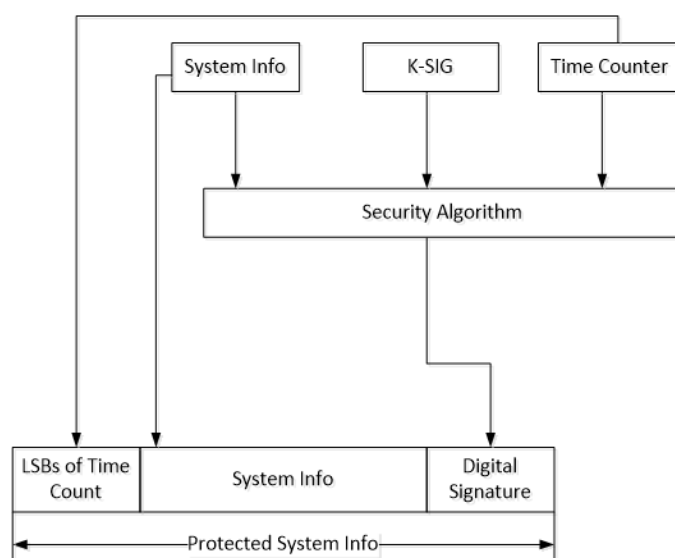 System Info
K-SIG
Time Counter
Security Algorithm
LSBs of Time
Count
System Info
Digital
Signature
Protected System Info